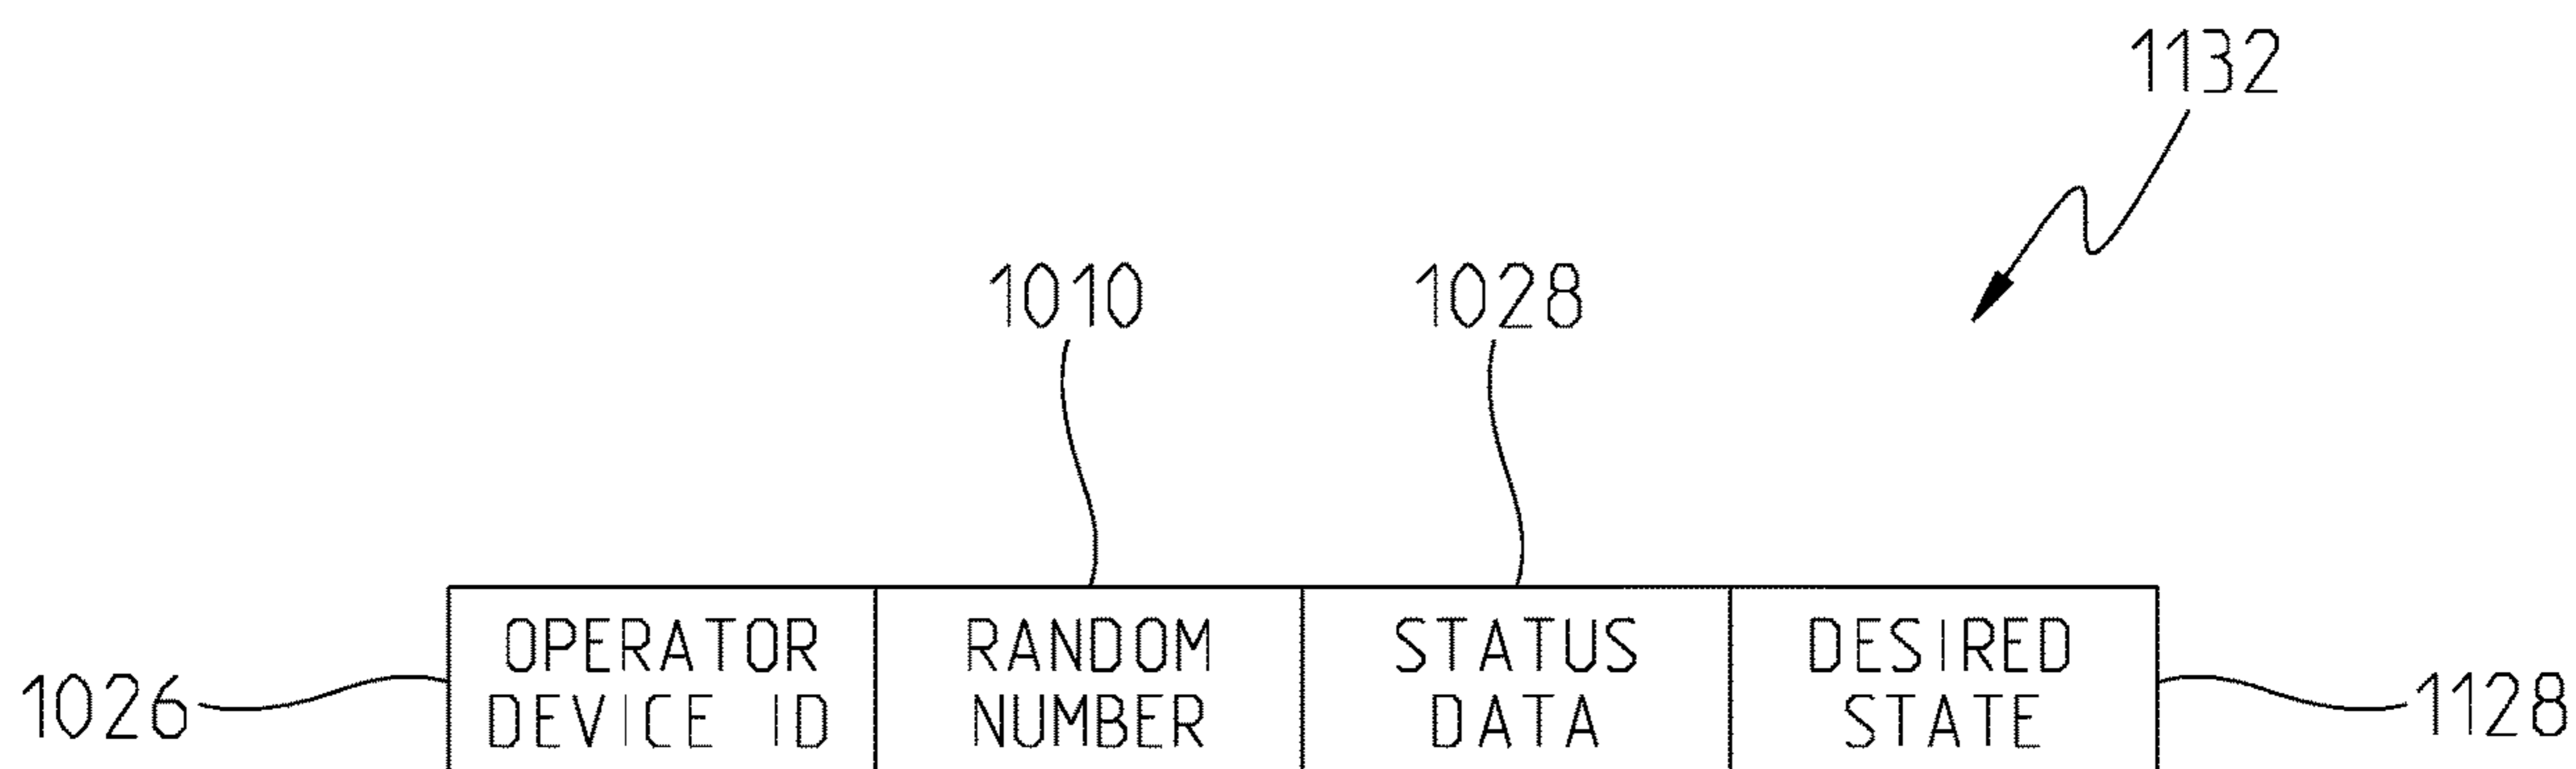 1132
1010 1028
OPERATOR DEVICE ID
RANDOM NUMBER
STATUS DATA
DESIRED STATE
1026 1128